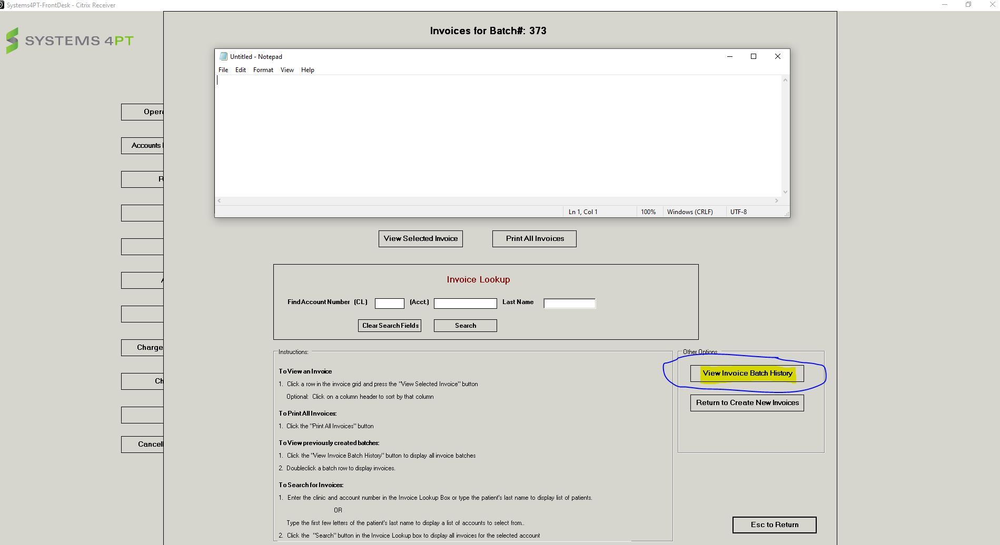 Systems4PT-FrontDesk - Citrix Receiver
SYSTEMS 4PT
Invoices for Batch#: 373
Untitled - Notepad
File Edit Format View Help
Ln 1, Col 1 100% Windows (CRLF) UTF-8
Opera
Accounts
R
Charge
Ch
Cancell
View Selected Invoice Print All Invoices
Invoice Lookup
Find Account Number (CL) (Acct) Last Name
Clear Search Fields Search
Instructions:
To View an Invoice
1. Click a row in the invoice grid and press the "View Selected Invoice" button
Optional: Click on a column header to sort by that column
To Print All Invoices:
1. Click the "Print All Invoices" button
To View previously created batches:
1. Click the "View Invoice Batch History" button to display all invoice batches
2. Doubleclick a batch row to display invoices.
To Search for Invoices:
1. Enter the clinic and account number in the Invoice Lookup Box or type the patient's last name to display list of patients.
OR
Type the first few letters of the patient's last name to display a list of accounts to select from..
2. Click the "Search" button in the Invoice Lookup box to display all invoices for the selected account
Other Options
View Invoice Batch History
Return to Create New Invoices
Esc to Return